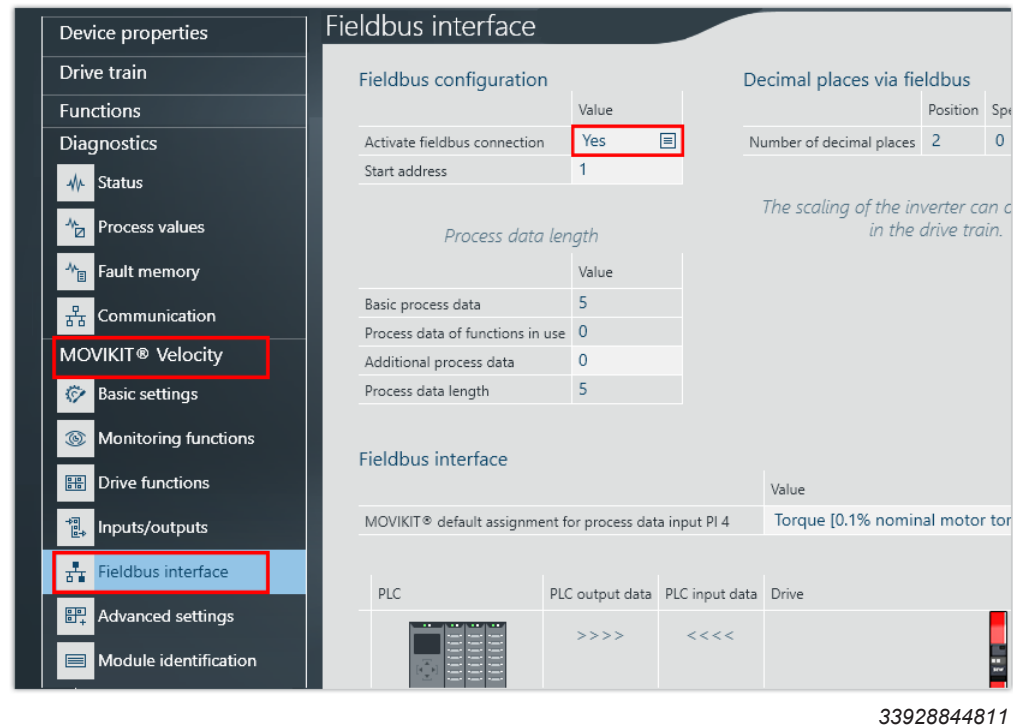 Device properties
Drive train
Functions
Diagnostics
Status
Process values
Fault memory
Communication
MOVIKIT® Velocity
Basic settings
Monitoring functions
Drive functions
Inputs/outputs
Fieldbus interface
Advanced settings
Module identification
Fieldbus interface
Fieldbus configuration
Value
Activate fieldbus connection Yes
Start address 1
Process data length
Value
Basic process data 5
Process data of functions in use 0
Additional process data 0
Process data length 5
Decimal places via fieldbus
Position Spe
Number of decimal places 2 0
The scaling of the inverter can
in the drive train.
Fieldbus interface
Value
MOVIKIT® default assignment for process data input PI 4 Torque [0.1% nominal motor tor
PLC PLC output data PLC input data Drive
>>>> <<<<
33928844811